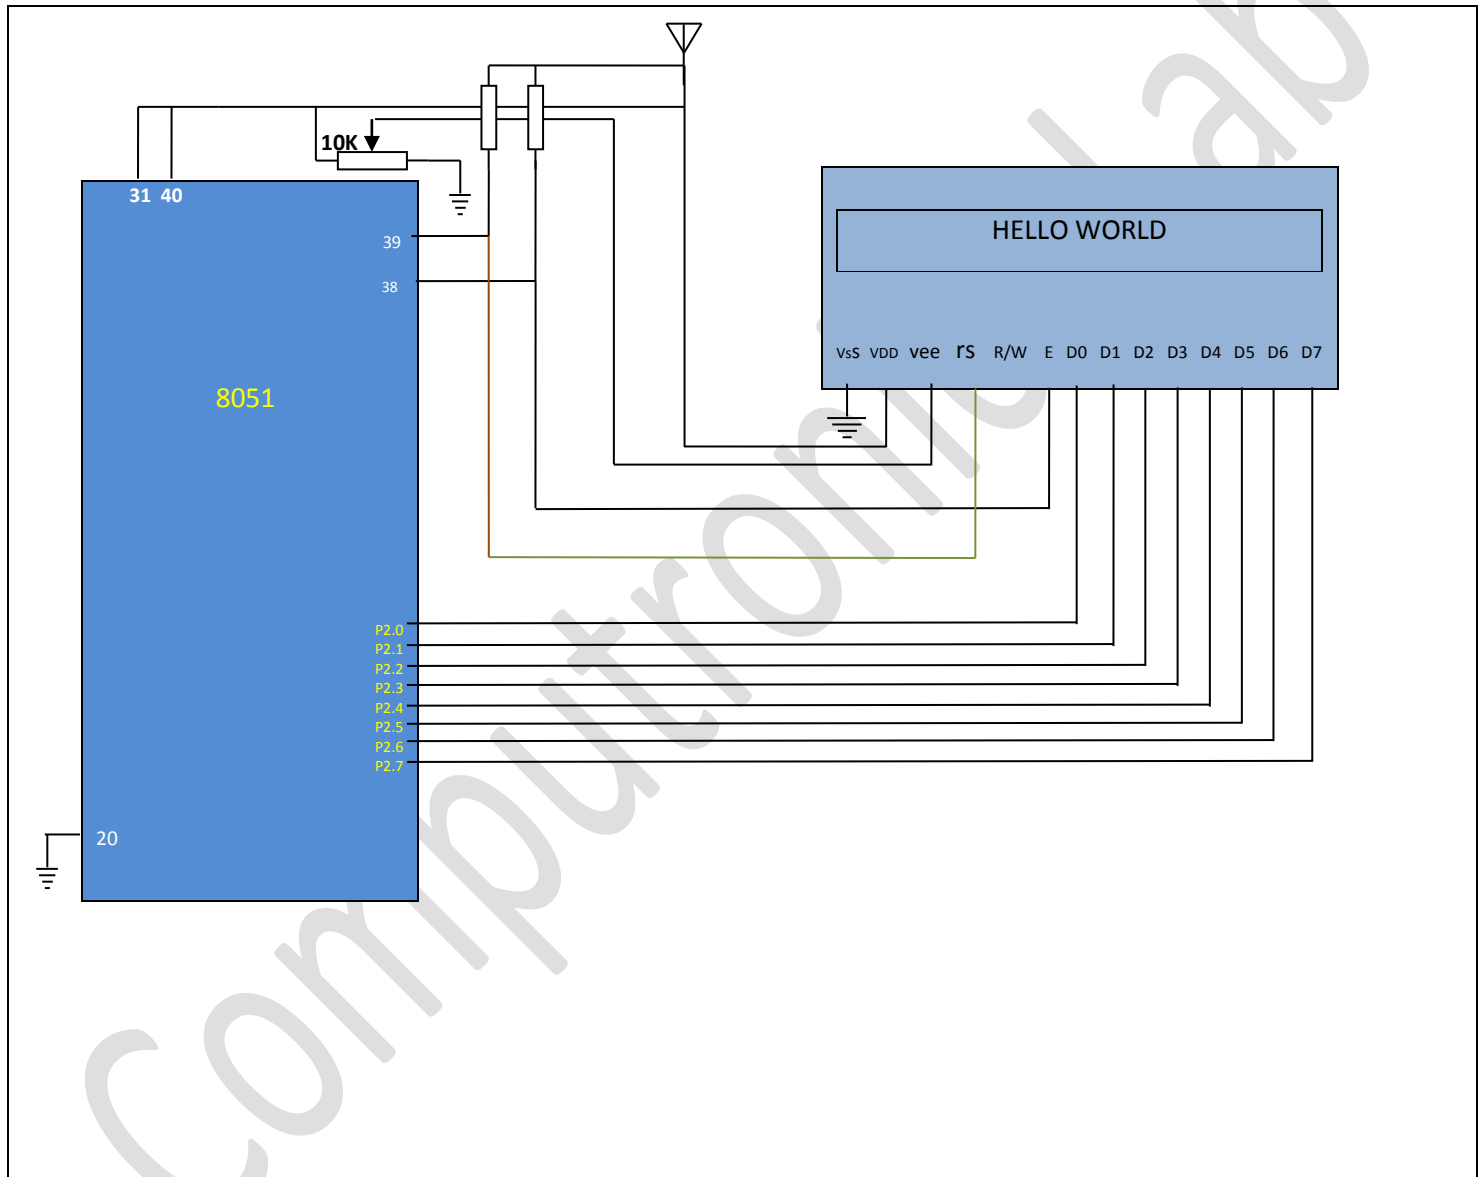 10K
31 40
39
38
8051
HELLO WORLD
Vss VDD vee rs R/W E D0 D1 D2 D3 D4 D5 D6 D7
P2.0
P2.1
P2.2
P2.3
P2.4
P2.5
P2.6
P2.7
20
Computronics Lab